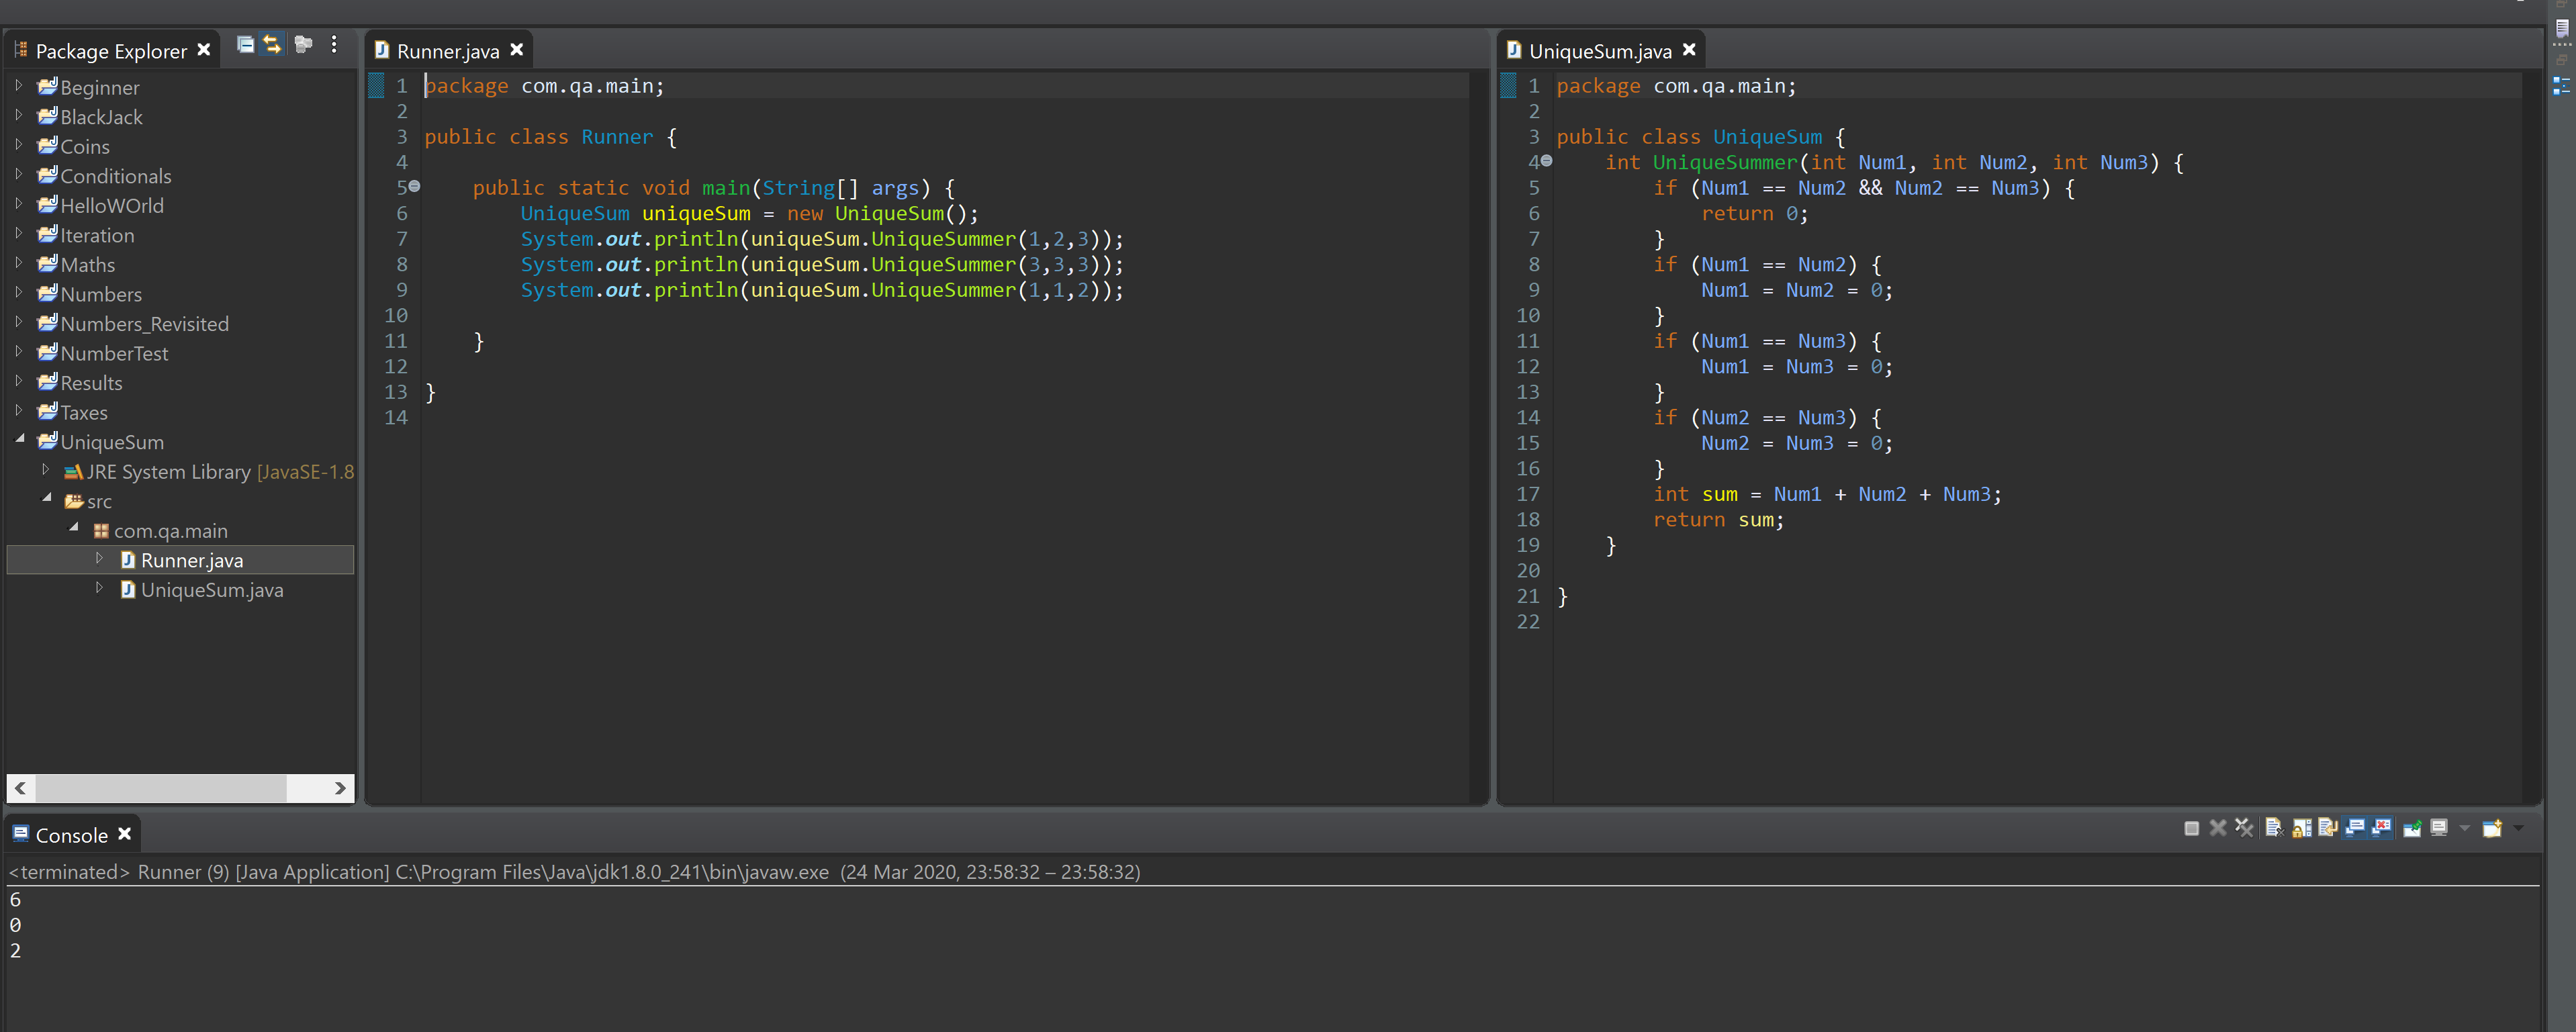 Package Explorer
Beginner
BlackJack
Coins
Conditionals
HelloWOrld
Iteration
Maths
Numbers
Numbers_Revisited
NumberTest
Results
Taxes
UniqueSum
JRE System Library [JavaSE-1.8
src
com.qa.main
Runner.java
UniqueSum.java
Runner.java
1 package com.qa.main;
2
3 public class Runner {
4
5 public static void main(String[] args) {
6 UniqueSum uniqueSum = new UniqueSum();
7 System.out.println(uniqueSum.UniqueSummer(1,2,3));
8 System.out.println(uniqueSum.UniqueSummer(3,3,3));
9 System.out.println(uniqueSum.UniqueSummer(1,1,2));
10
11 }
12
13 }
14
UniqueSum.java
1 package com.qa.main;
2
3 public class UniqueSum {
4 int UniqueSummer(int Num1, int Num2, int Num3) {
5 if (Num1 == Num2 && Num2 == Num3) {
6 return 0;
7 }
8 if (Num1 == Num2) {
9 Num1 = Num2 = 0;
10 }
11 if (Num1 == Num3) {
12 Num1 = Num3 = 0;
13 }
14 if (Num2 == Num3) {
15 Num2 = Num3 = 0;
16 }
17 int sum = Num1 + Num2 + Num3;
18 return sum;
19 }
20
21 }
22
Console
<terminated> Runner (9) [Java Application] C:\Program Files\Java\jdk1.8.0_241\bin\javaw.exe (24 Mar 2020, 23:58:32 – 23:58:32)
6
0
2